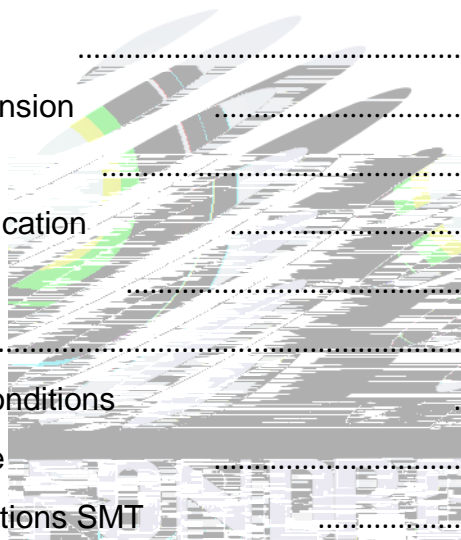 ....................................................
nsion ..................................
....................................................
cation ................................
..............................................
................................................................
onditions .
e ..................................
tions SMT ...................